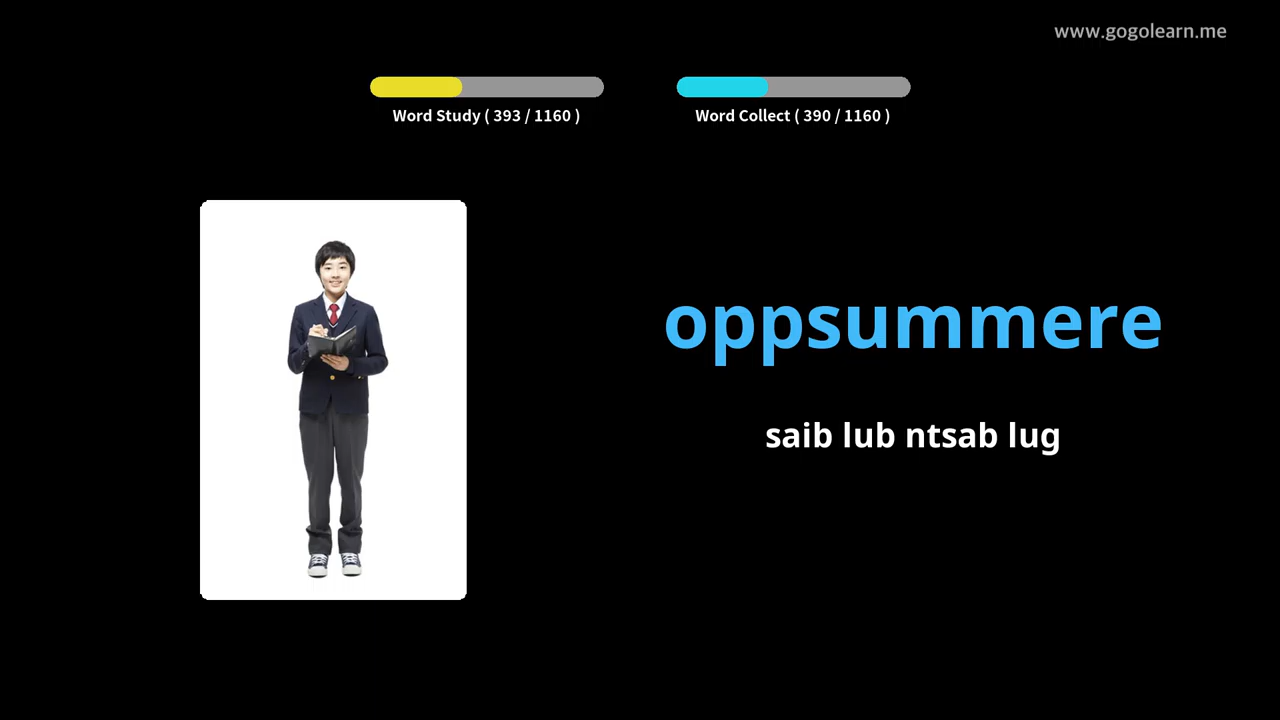 www.gogolearn.me
Word Study ( 393 / 1160 )
Word Collect ( 390 / 1160 )
oppsummere
saib lub ntsab lug